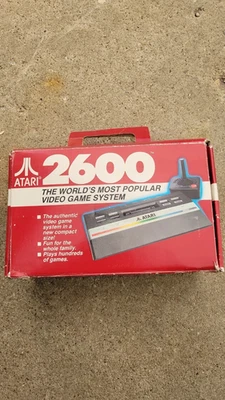 ATARI®
2600
THE WORLD'S MOST POPULAR
VIDEO GAME SYSTEM
■ The authentic
video game
system in a
new compact
size!
■ Fun for the
whole family.
■ Plays hundreds
of games.
ATARI